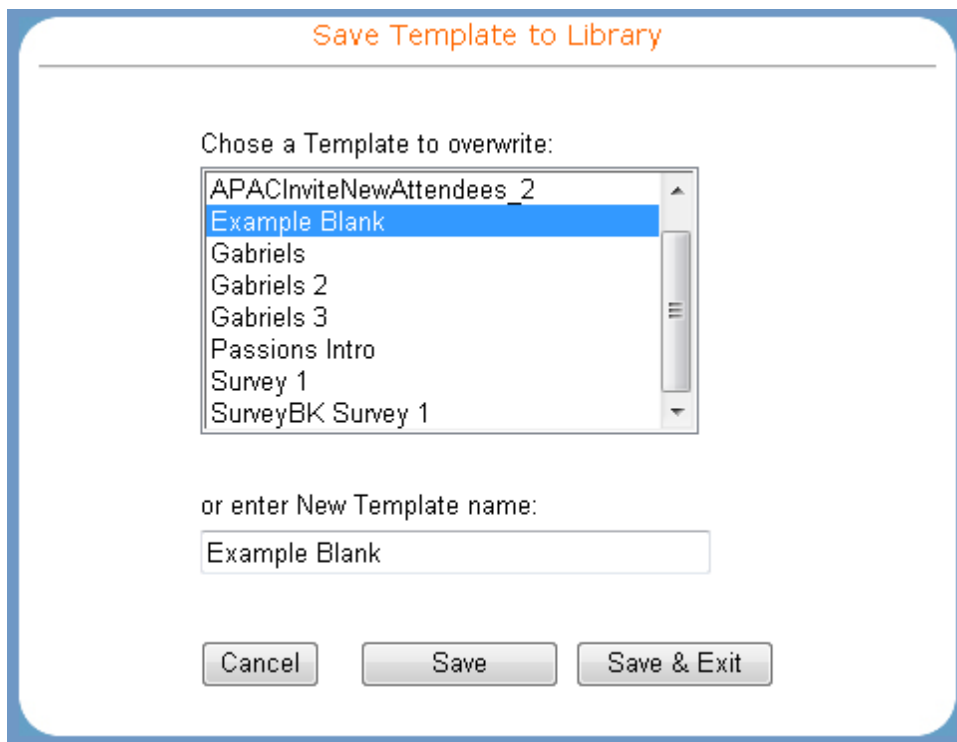 Save Template to Library
Chose a Template to overwrite:
APACInviteNewAttendees_2
Example Blank
Gabriels
Gabriels 2
Gabriels 3
Passions Intro
Survey 1
SurveyBK Survey 1
or enter New Template name:
Example Blank
Cancel Save Save & Exit